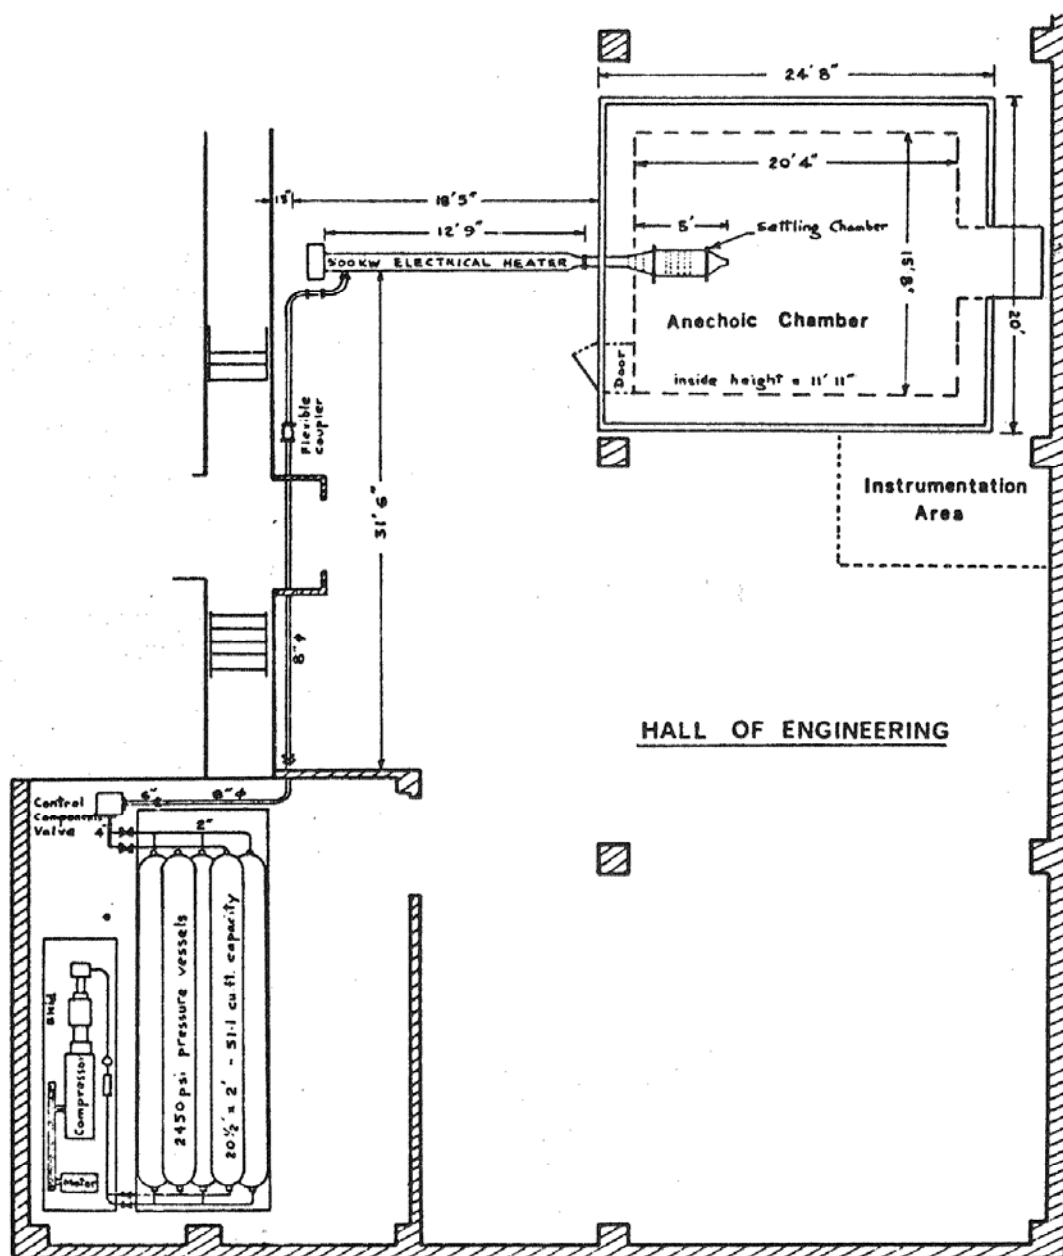 24'8"
20'4"
18"
18'5"
12'9"
5'
Settling Chamber
500KW ELECTRICAL HEATER
15'8"
20'
Anechoic Chamber
Door
inside height = 11'11"
Flexible
Coupler
31'6"
Instrumentation
Area
8"φ
HALL OF ENGINEERING
Control
Components
Valve
6"
8"φ
4"
2"
2450 psi pressure vessels
20½' x 2' - 51.1 cu ft. capacity
Skid
Compressor
Motor